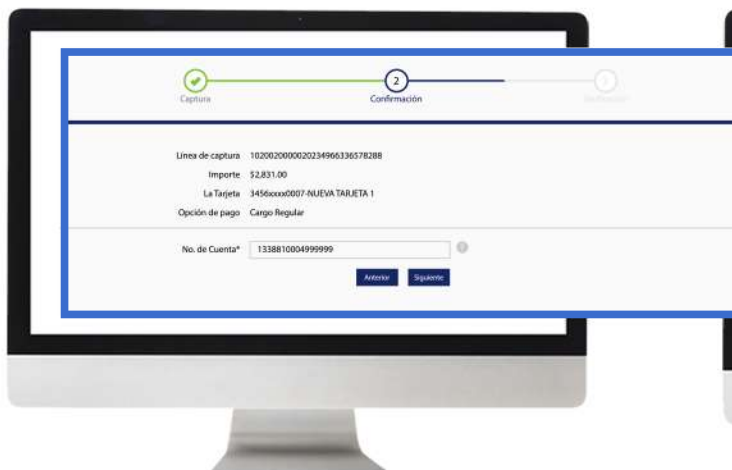 2
Captura
Confirmación
Línea de captura 10200200000202349663365782​88
Importe $2,831.00
La Tarjeta 3456xxxx0007-NUEVA TARJETA 1
Opción de pago Cargo Regular
No. de Cuenta* 1338810004999999
Anterior Siguiente